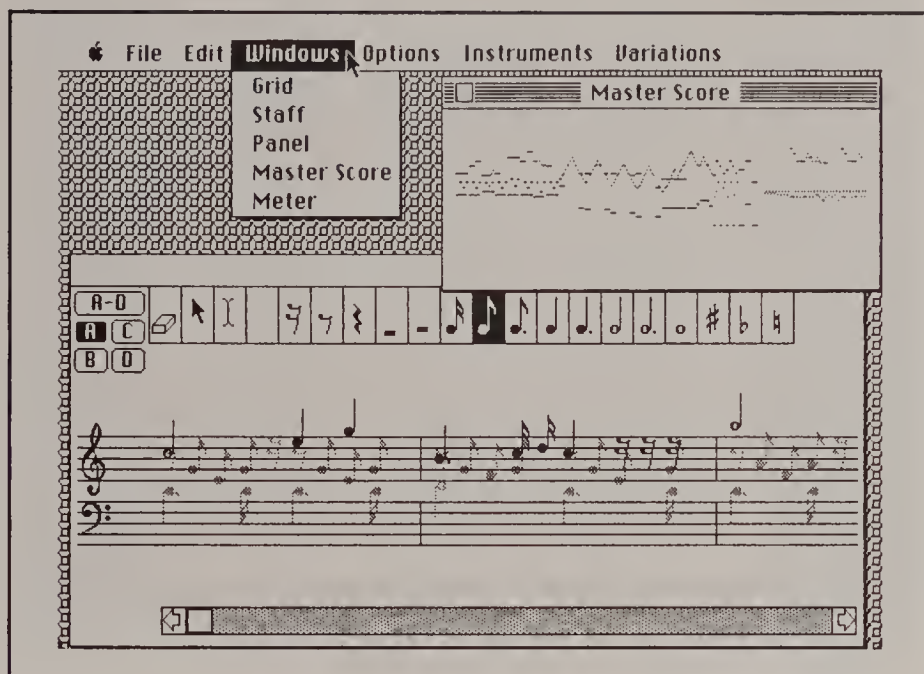 File Edit Windows Options Instruments Variations
Grid
Staff
Panel
Master Score
Meter
Master Score
A-D
A C
B D